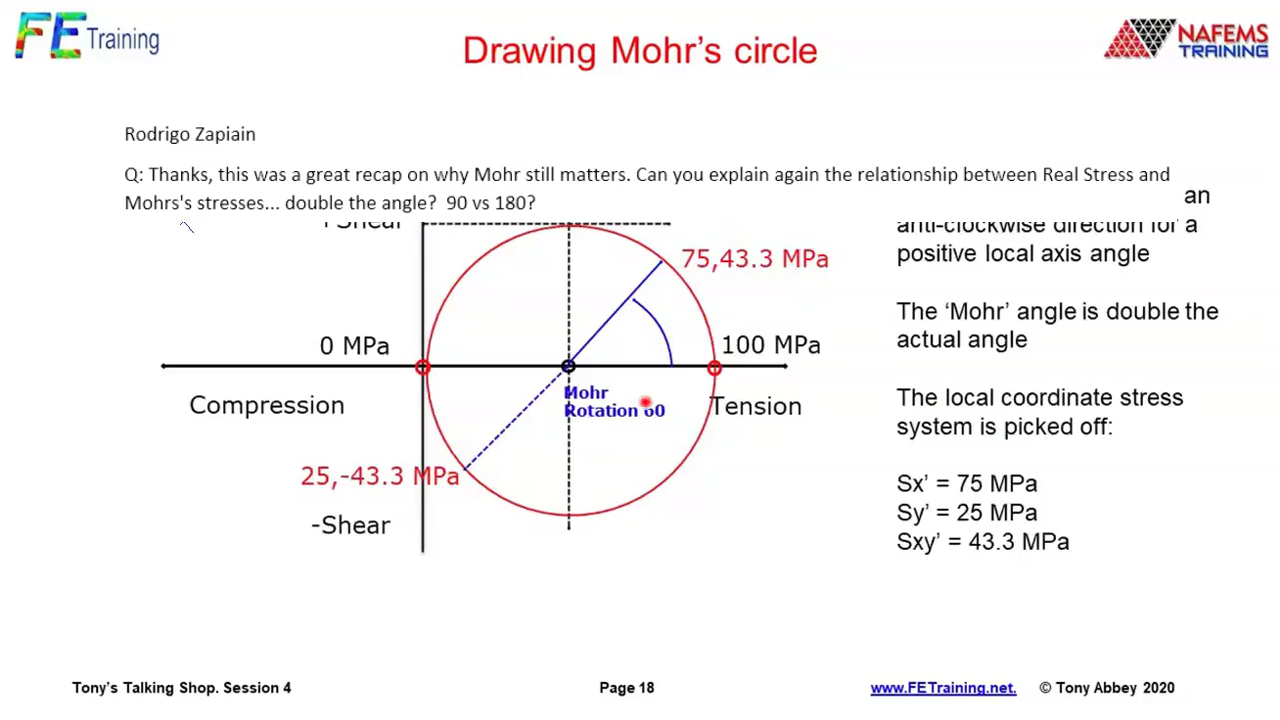 FE Training
Drawing Mohr's circle
NAFEMS
TRAINING
Rodrigo Zapiain
Q: Thanks, this was a great recap on why Mohr still matters. Can you explain again the relationship between Real Stress and
Mohrs's stresses... double the angle? 90 vs 180?
an
+Shear
anti-clockwise direction for a
positive local axis angle
75,43.3 MPa
The 'Mohr' angle is double the
actual angle
0 MPa
100 MPa
Compression
Mohr
Rotation 60
Tension
The local coordinate stress
system is picked off:
25,-43.3 MPa
-Shear
Sx' = 75 MPa
Sy' = 25 MPa
Sxy' = 43.3 MPa
Tony's Talking Shop. Session 4
Page 18
www.FETraining.net.
© Tony Abbey 2020